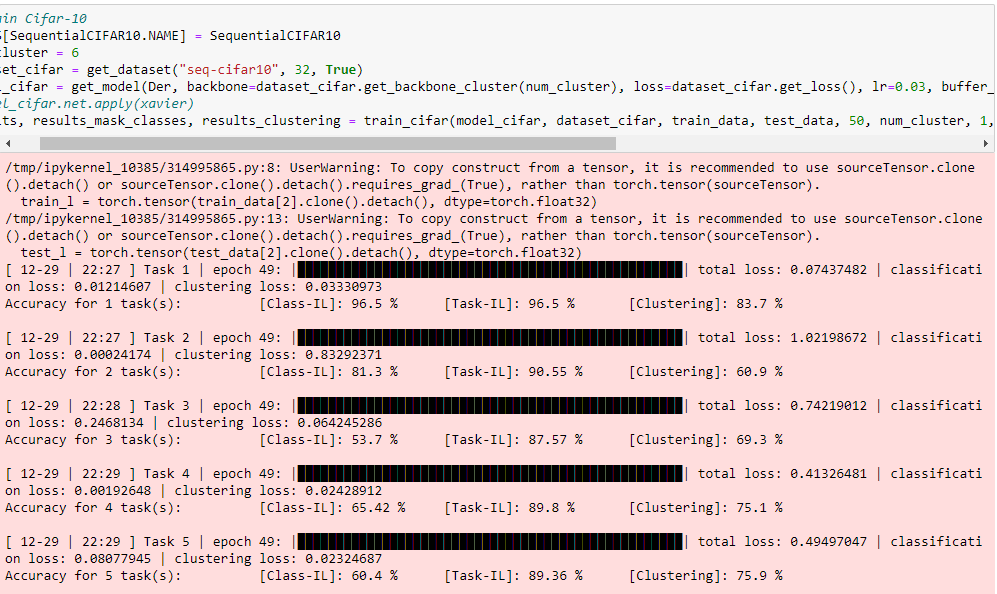 in Cifar-10
[SequentialCIFAR10.NAME] = SequentialCIFAR10
cluster = 6
set_cifar = get_dataset("seq-cifar10", 32, True)
_cifar = get_model(Der, backbone=dataset_cifar.get_backbone_cluster(num_cluster), loss=dataset_cifar.get_loss(), lr=0.03, buffer_
el_cifar.net.apply(xavier)
lts, results_mask_classes, results_clustering = train_cifar(model_cifar, dataset_cifar, train_data, test_data, 50, num_cluster, 1,
/tmp/ipykernel_10385/314995865.py:8: UserWarning: To copy construct from a tensor, it is recommended to use sourceTensor.clone
().detach() or sourceTensor.clone().detach().requires_grad_(True), rather than torch.tensor(sourceTensor).
train_l = torch.tensor(train_data[2].clone().detach(), dtype=torch.float32)
/tmp/ipykernel_10385/314995865.py:13: UserWarning: To copy construct from a tensor, it is recommended to use sourceTensor.clone
().detach() or sourceTensor.clone().detach().requires_grad_(True), rather than torch.tensor(sourceTensor).
test_l = torch.tensor(test_data[2].clone().detach(), dtype=torch.float32)
[ 12-29 | 22:27 ] Task 1 | epoch 49: || total loss: 0.07437482 | classificati
on loss: 0.01214607 | clustering loss: 0.03330973
Accuracy for 1 task(s): [Class-IL]: 96.5 % [Task-IL]: 96.5 % [Clustering]: 83.7 %
[ 12-29 | 22:27 ] Task 2 | epoch 49: || total loss: 1.02198672 | classificati
on loss: 0.00024174 | clustering loss: 0.83292371
Accuracy for 2 task(s): [Class-IL]: 81.3 % [Task-IL]: 90.55 % [Clustering]: 60.9 %
[ 12-29 | 22:28 ] Task 3 | epoch 49: || total loss: 0.74219012 | classificati
on loss: 0.2468134 | clustering loss: 0.064245286
Accuracy for 3 task(s): [Class-IL]: 53.7 % [Task-IL]: 87.57 % [Clustering]: 69.3 %
[ 12-29 | 22:29 ] Task 4 | epoch 49: || total loss: 0.41326481 | classificati
on loss: 0.00192648 | clustering loss: 0.02428912
Accuracy for 4 task(s): [Class-IL]: 65.42 % [Task-IL]: 89.8 % [Clustering]: 75.1 %
[ 12-29 | 22:29 ] Task 5 | epoch 49: || total loss: 0.49497047 | classificati
on loss: 0.08077945 | clustering loss: 0.02324687
Accuracy for 5 task(s): [Class-IL]: 60.4 % [Task-IL]: 89.36 % [Clustering]: 75.9 %